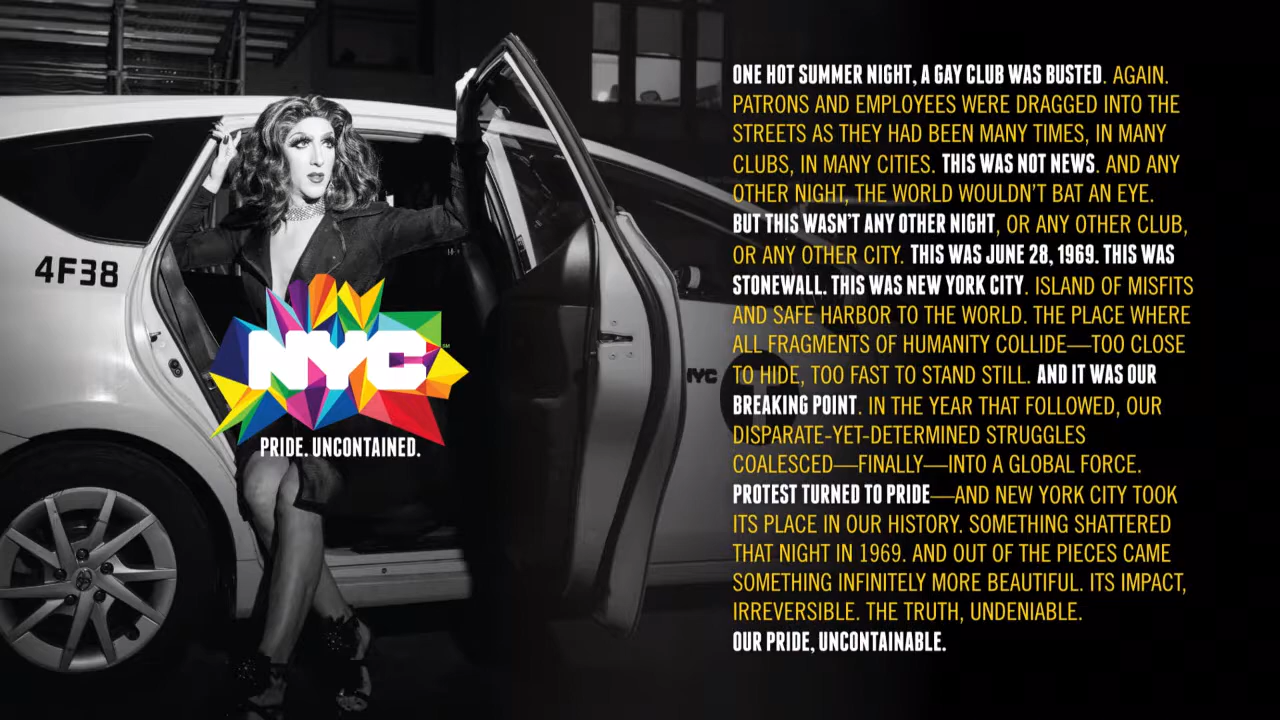 4F38
NYC
SM
PRIDE. UNCONTAINED.
NYC
ONE HOT SUMMER NIGHT, A GAY CLUB WAS BUSTED. AGAIN.
PATRONS AND EMPLOYEES WERE DRAGGED INTO THE
STREETS AS THEY HAD BEEN MANY TIMES, IN MANY
CLUBS, IN MANY CITIES. THIS WAS NOT NEWS. AND ANY
OTHER NIGHT, THE WORLD WOULDN'T BAT AN EYE.
BUT THIS WASN'T ANY OTHER NIGHT, OR ANY OTHER CLUB,
OR ANY OTHER CITY. THIS WAS JUNE 28, 1969. THIS WAS
STONEWALL. THIS WAS NEW YORK CITY. ISLAND OF MISFITS
AND SAFE HARBOR TO THE WORLD. THE PLACE WHERE
ALL FRAGMENTS OF HUMANITY COLLIDE—TOO CLOSE
TO HIDE, TOO FAST TO STAND STILL. AND IT WAS OUR
BREAKING POINT. IN THE YEAR THAT FOLLOWED, OUR
DISPARATE-YET-DETERMINED STRUGGLES
COALESCED—FINALLY—INTO A GLOBAL FORCE.
PROTEST TURNED TO PRIDE—AND NEW YORK CITY TOOK
ITS PLACE IN OUR HISTORY. SOMETHING SHATTERED
THAT NIGHT IN 1969. AND OUT OF THE PIECES CAME
SOMETHING INFINITELY MORE BEAUTIFUL. ITS IMPACT,
IRREVERSIBLE. THE TRUTH, UNDENIABLE.
OUR PRIDE, UNCONTAINABLE.